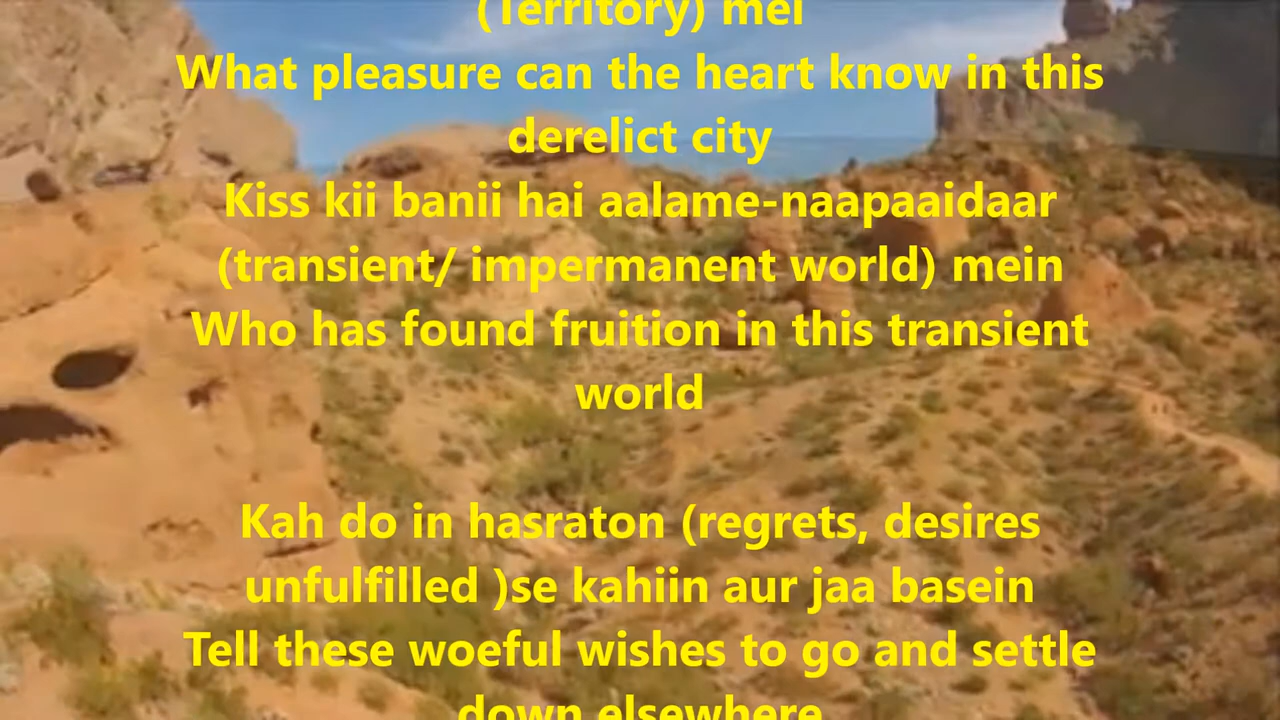 (Territory) mei
What pleasure can the heart know in this
derelict city
Kiss kii banii hai aalame-naapaaidaar
(transient/ impermanent world) mein
Who has found fruition in this transient
world
Kah do in hasraton (regrets, desires
unfulfilled )se kahiin aur jaa basein
Tell these woeful wishes to go and settle
down elsewhere